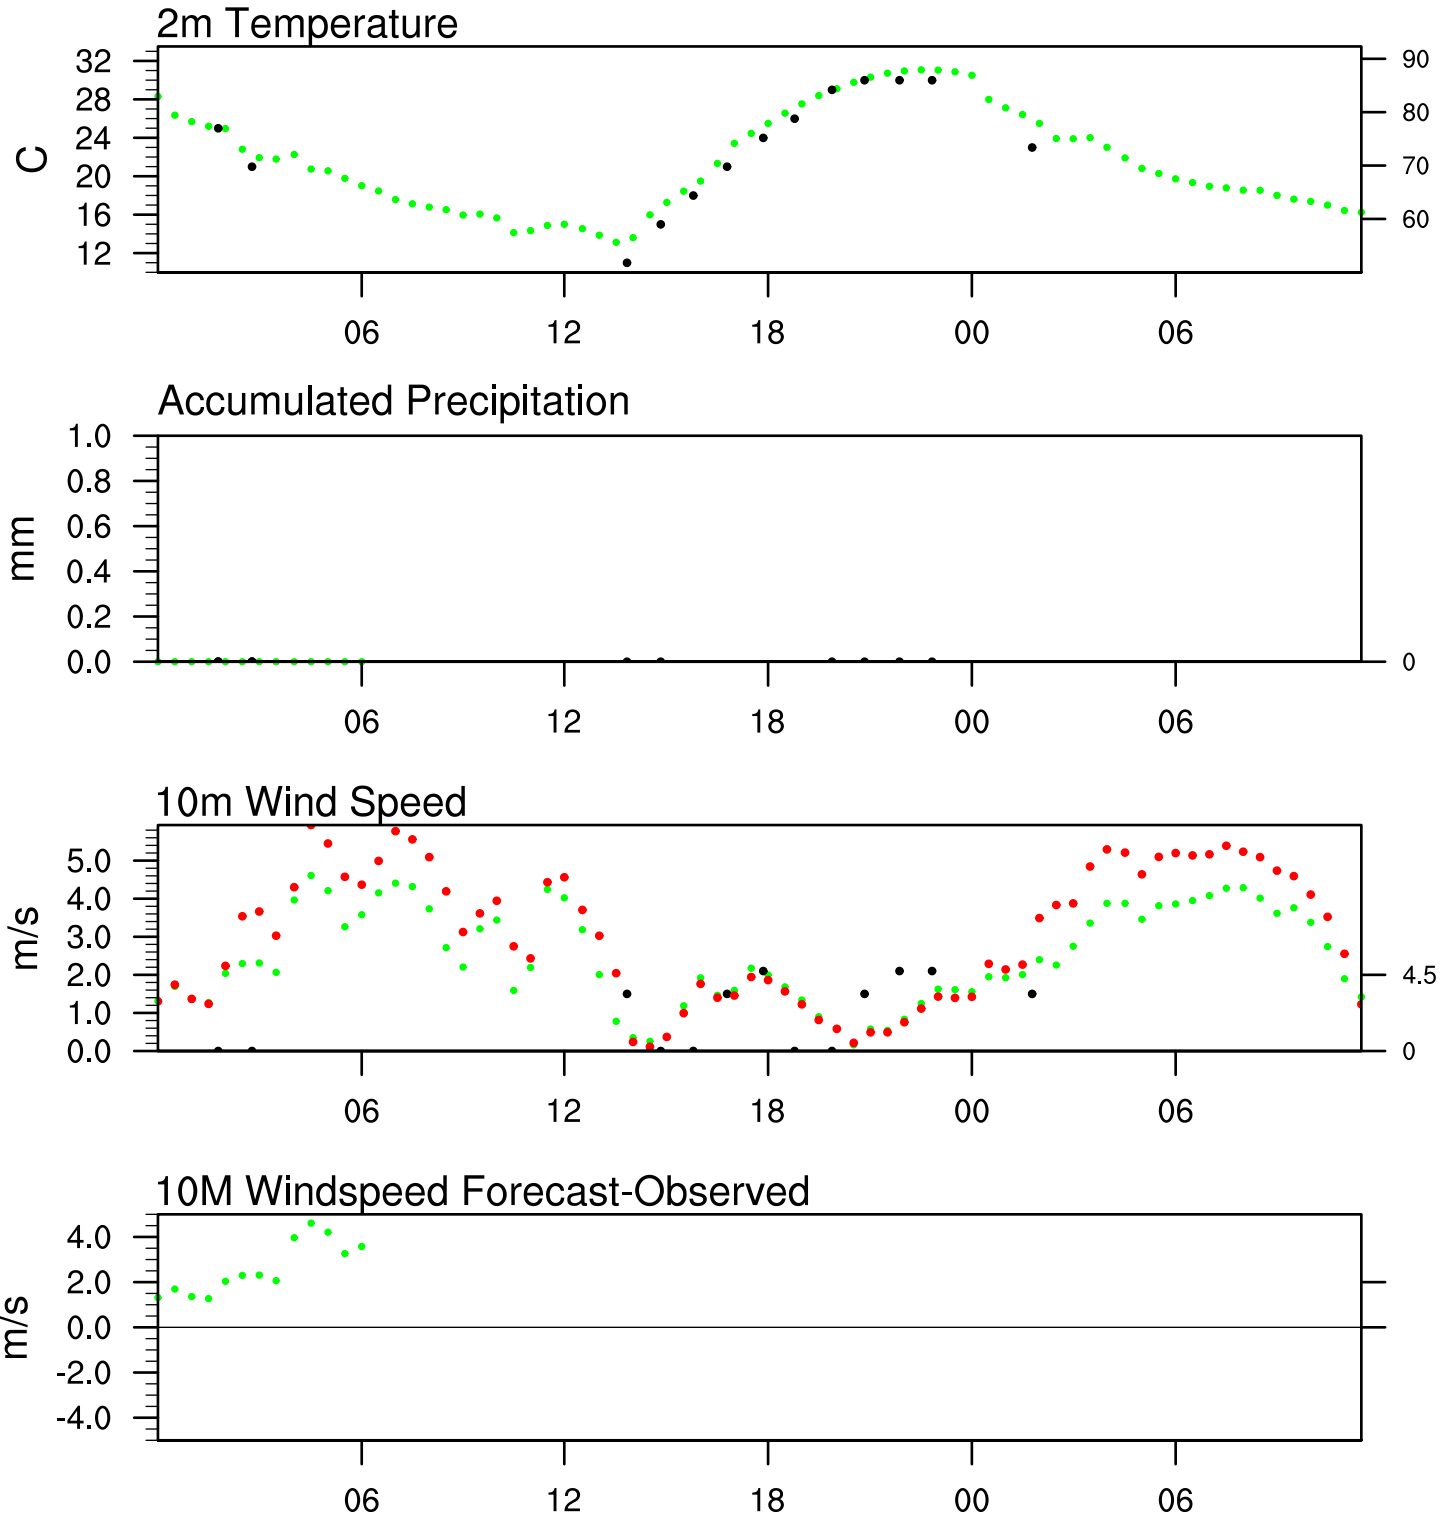 2m Temperature
32
28
24
20
16
12
C
90
80
70
60
06 12 18 00 06
Accumulated Precipitation
1.0
0.8
0.6
0.4
0.2
0.0
mm
0
06 12 18 00 06
10m Wind Speed
5.0
4.0
3.0
2.0
1.0
0.0
m/s
4.5
0
06 12 18 00 06
10M Windspeed Forecast-Observed
4.0
2.0
0.0
-2.0
-4.0
m/s
06 12 18 00 06